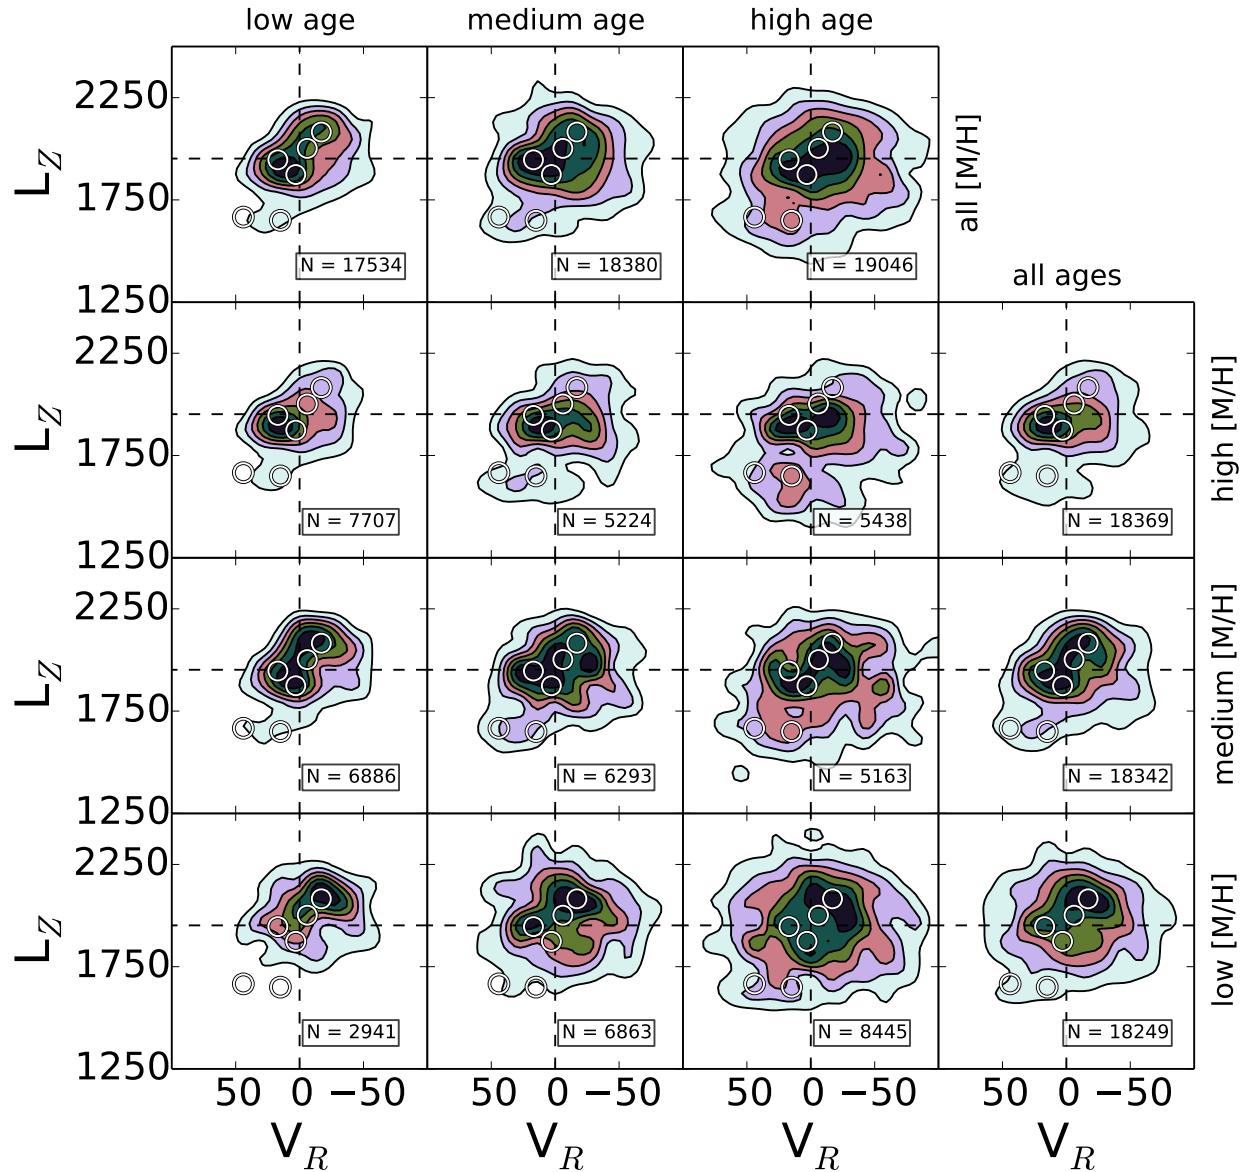 low age medium age high age
2250
L_Z
1750
all [M/H]
N = 17534 N = 18380 N = 19046
all ages
1250
2250
L_Z
1750
high [M/H]
N = 7707 N = 5224 N = 5438 N = 18369
1250
2250
L_Z
1750
medium [M/H]
N = 6886 N = 6293 N = 5163 N = 18342
1250
2250
L_Z
1750
low [M/H]
N = 2941 N = 6863 N = 8445 N = 18249
1250
50 0 −50 50 0 −50 50 0 −50 50 0 −50
V_R V_R V_R V_R